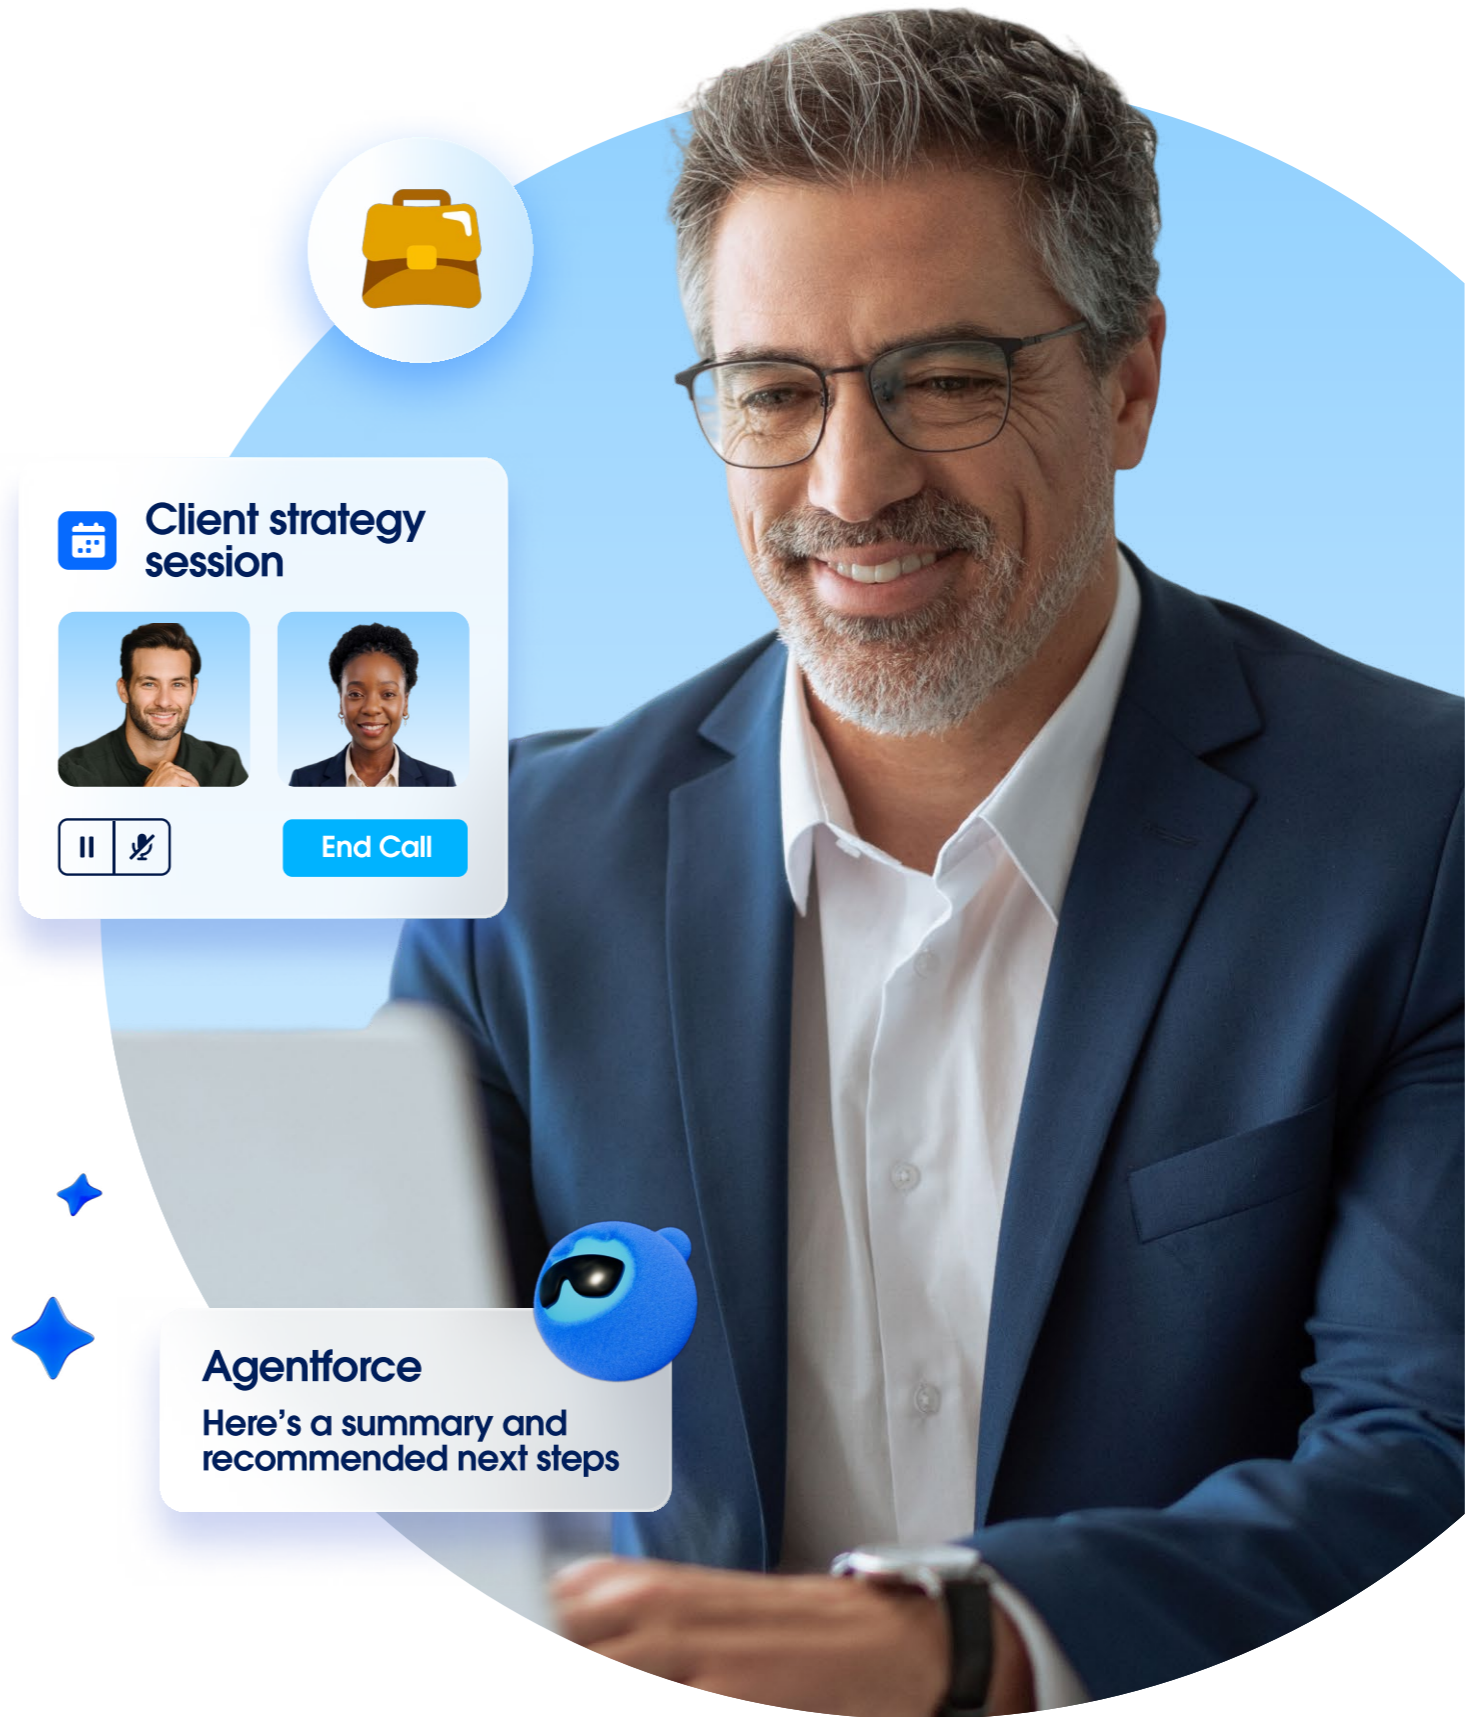 Client strategy
session
End Call
Agentforce
Here’s a summary and
recommended next steps